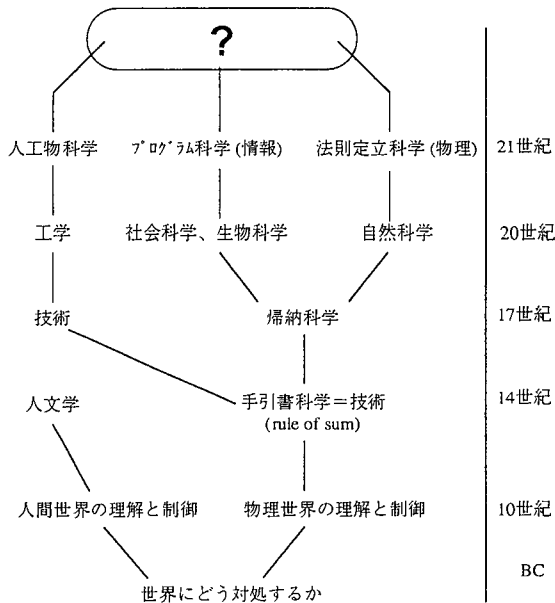 ?
人工物科学 プログラム科学 (情報) 法則定立科学 (物理) 21世紀
工学 社会科学、生物科学 自然科学 20世紀
技術 帰納科学 17世紀
人文学 手引書科学＝技術 14世紀
(rule of sum)
人間世界の理解と制御 物理世界の理解と制御 10世紀
BC
世界にどう対処するか